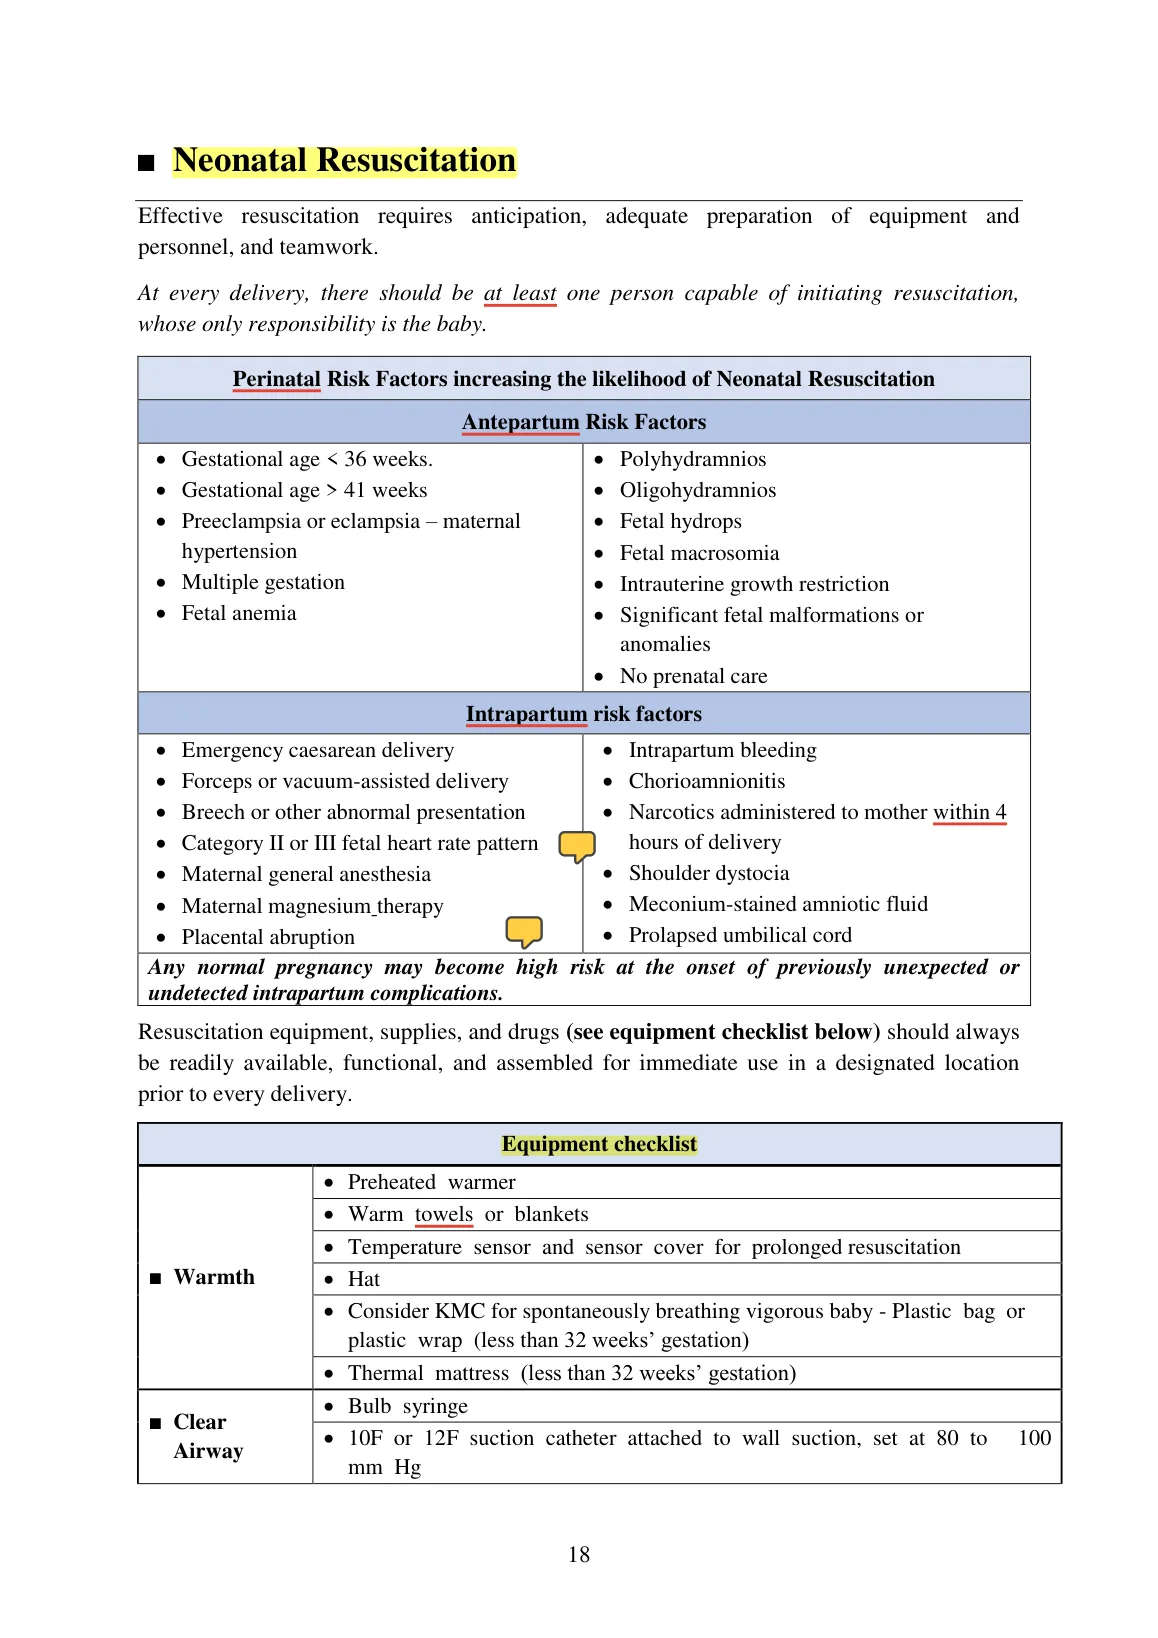 ■ Neonatal Resuscitation
Effective resuscitation requires anticipation, adequate preparation of equipment and
personnel, and teamwork.
At every delivery, there should be at least one person capable of initiating resuscitation,
whose only responsibility is the baby.
Perinatal Risk Factors increasing the likelihood of Neonatal Resuscitation
Antepartum Risk Factors
• Gestational age < 36 weeks.
• Gestational age > 41 weeks
• Preeclampsia or eclampsia – maternal
hypertension
• Multiple gestation
• Fetal anemia
• Polyhydramnios
• Oligohydramnios
• Fetal hydrops
• Fetal macrosomia
• Intrauterine growth restriction
• Significant fetal malformations or
anomalies
• No prenatal care
Intrapartum risk factors
• Emergency caesarean delivery
• Forceps or vacuum-assisted delivery
• Breech or other abnormal presentation
• Category II or III fetal heart rate pattern
• Maternal general anesthesia
• Maternal magnesium therapy
• Placental abruption
• Intrapartum bleeding
• Chorioamnionitis
• Narcotics administered to mother within 4
hours of delivery
• Shoulder dystocia
• Meconium-stained amniotic fluid
• Prolapsed umbilical cord
Any normal pregnancy may become high risk at the onset of previously unexpected or
undetected intrapartum complications.
Resuscitation equipment, supplies, and drugs (see equipment checklist below) should always
be readily available, functional, and assembled for immediate use in a designated location
prior to every delivery.
Equipment checklist
■ Warmth
• Preheated warmer
• Warm towels or blankets
• Temperature sensor and sensor cover for prolonged resuscitation
• Hat
• Consider KMC for spontaneously breathing vigorous baby - Plastic bag or
plastic wrap (less than 32 weeks’ gestation)
• Thermal mattress (less than 32 weeks’ gestation)
■ Clear
Airway
• Bulb syringe
• 10F or 12F suction catheter attached to wall suction, set at 80 to 100
mm Hg
18